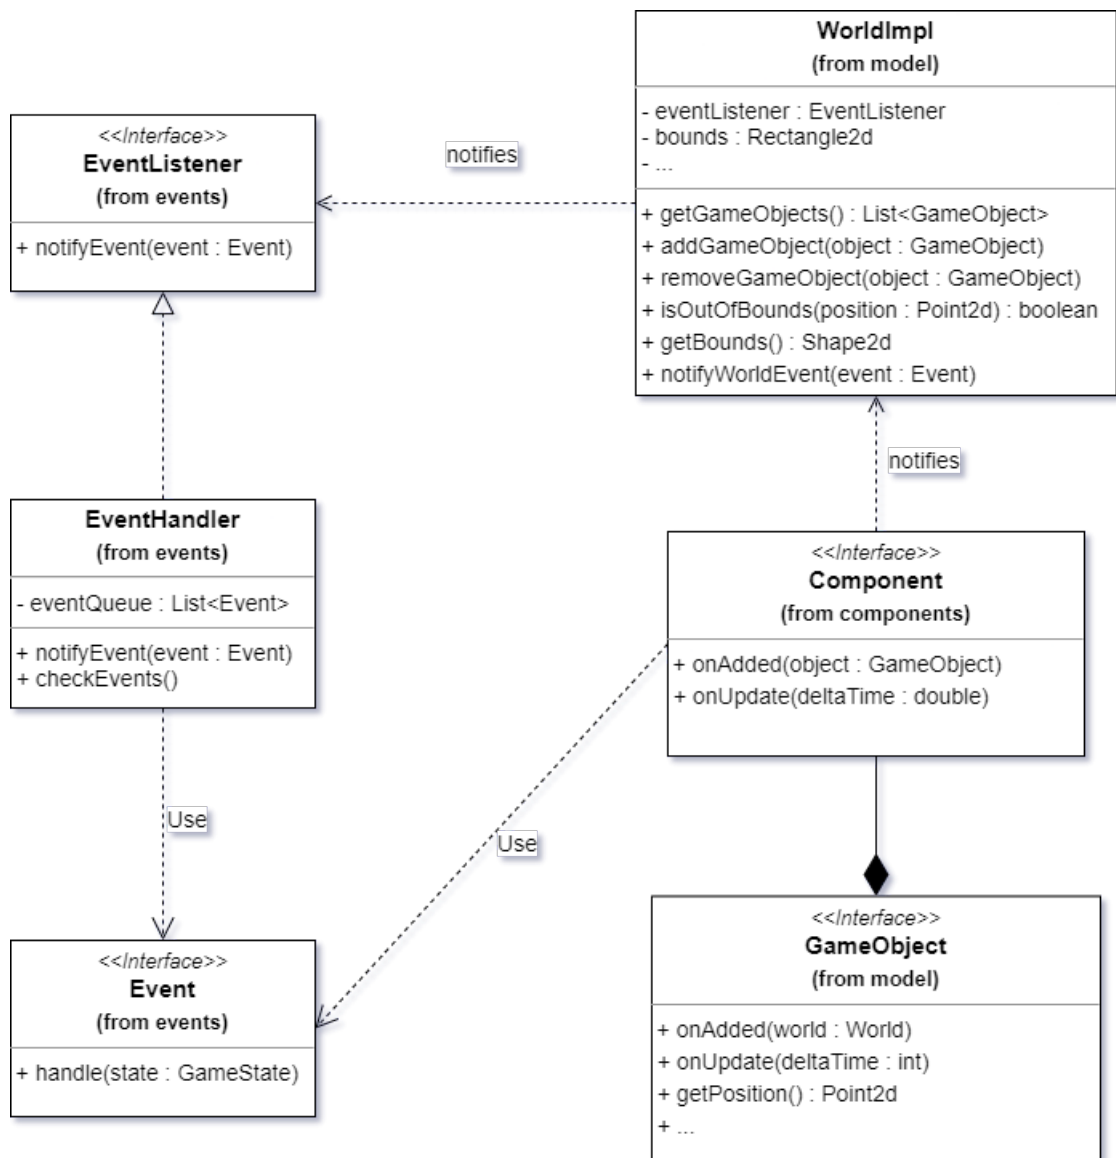 WorldImpl
(from model)
- eventListener : EventListener
- bounds : Rectangle2d
- ...
+ getGameObjects() : List<GameObject>
+ addGameObject(object : GameObject)
+ removeGameObject(object : GameObject)
+ isOutOfBounds(position : Point2d) : boolean
+ getBounds() : Shape2d
+ notifyWorldEvent(event : Event)
<<Interface>>
EventListener
(from events)
+ notifyEvent(event : Event)
notifies
notifies
EventHandler
(from events)
- eventQueue : List<Event>
+ notifyEvent(event : Event)
+ checkEvents()
<<Interface>>
Component
(from components)
+ onAdded(object : GameObject)
+ onUpdate(deltaTime : double)
Use
Use
<<Interface>>
Event
(from events)
+ handle(state : GameState)
<<Interface>>
GameObject
(from model)
+ onAdded(world : World)
+ onUpdate(deltaTime : int)
+ getPosition() : Point2d
+ ...